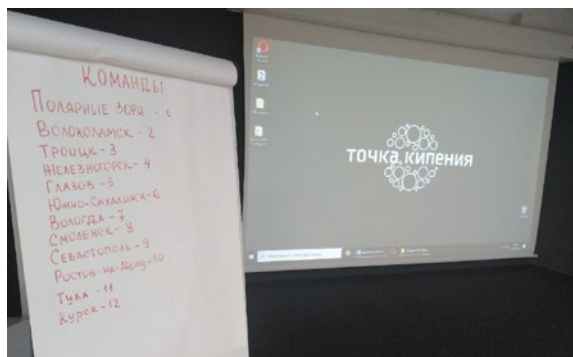 КОМАНДЫ
ПОЛЯРНЫЕ ЗОРИ - 1
ВОЛОКОЛАМСК - 2
ТРОИЦК - 3
ЖЕЛЕЗНОГОРСК - 4
ГЛАЗОВ - 5
ЮЖНО-САХАЛИНСК - 6
ВОЛОГДА - 7
СМОЛЕНСК - 8
СЕВАСТОПОЛЬ - 9
РОСТОВ-НА-ДОНУ - 10
ТУЛА - 11
КУРСК - 12
точка кипения